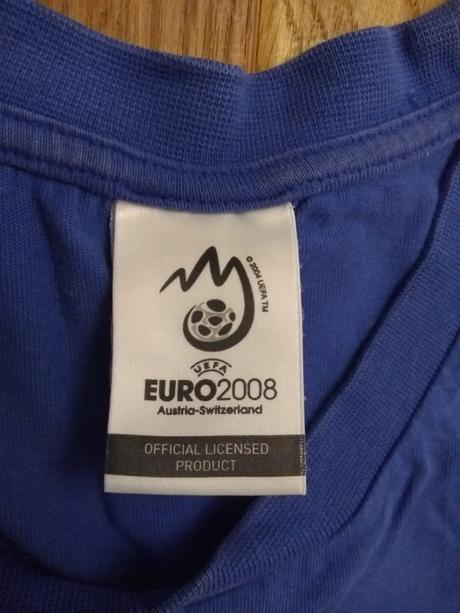 © 2004 UEFA TM
UEFA
EURO2008
Austria-Switzerland
OFFICIAL LICENSED
PRODUCT